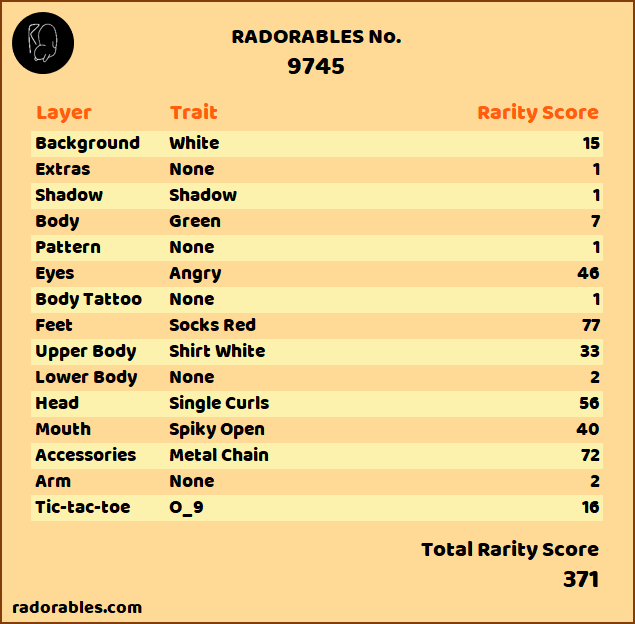 RADORABLES No.
9745
Layer Trait Rarity Score
Background White 15
Extras None 1
Shadow Shadow 1
Body Green 7
Pattern None 1
Eyes Angry 46
Body Tattoo None 1
Feet Socks Red 77
Upper Body Shirt White 33
Lower Body None 2
Head Single Curls 56
Mouth Spiky Open 40
Accessories Metal Chain 72
Arm None 2
Tic-tac-toe O_9 16
Total Rarity Score
371
radorables.com